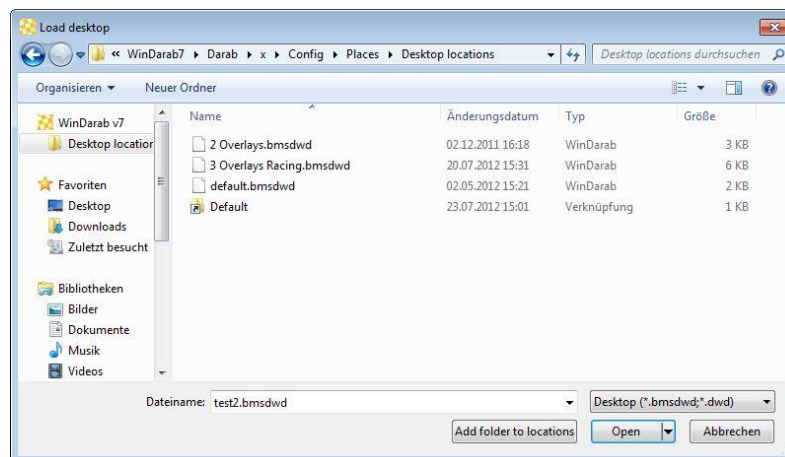 Load desktop
« WinDarab7 ▸ Darab ▸ x ▸ Config ▸ Places ▸ Desktop locations
Desktop locations durchsuchen
Organisieren
Neuer Ordner
WinDarab v7
Desktop location
Favoriten
Desktop
Downloads
Zuletzt besucht
Bibliotheken
Bilder
Dokumente
Musik
Videos
Name Änderungsdatum Typ Größe
2 Overlays.bmsdwd 02.12.2011 16:18 WinDarab 3 KB
3 Overlays Racing.bmsdwd 20.07.2012 15:31 WinDarab 6 KB
default.bmsdwd 02.05.2012 15:21 WinDarab 2 KB
Default 23.07.2012 15:01 Verknüpfung 1 KB
Dateiname: test2.bmsdwd
Desktop (*.bmsdwd;*.dwd)
Add folder to locations
Open
Abbrechen